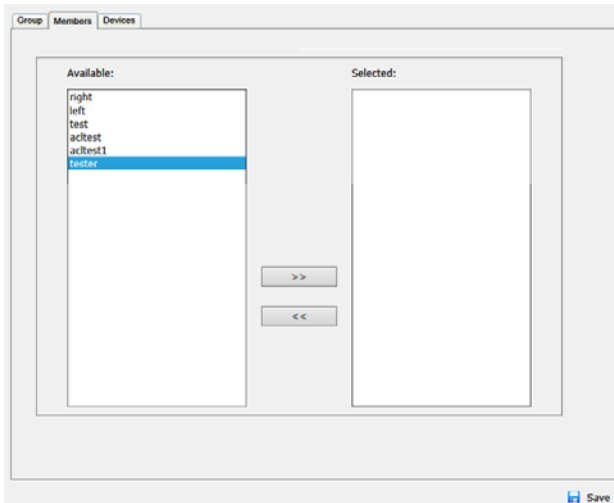 Group Members Devices
Available: Selected:
right
left
test
acltest
acltest1
tester
>>
<<
Save